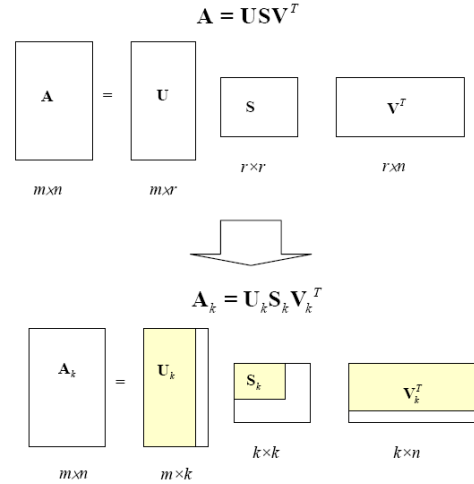 A = USV^T
A = U S V^T
m×n m×r r×r r×n
A_k = U_k S_k V_k^T
A_k = U_k S_k V_k^T
m×n m×k k×k k×n